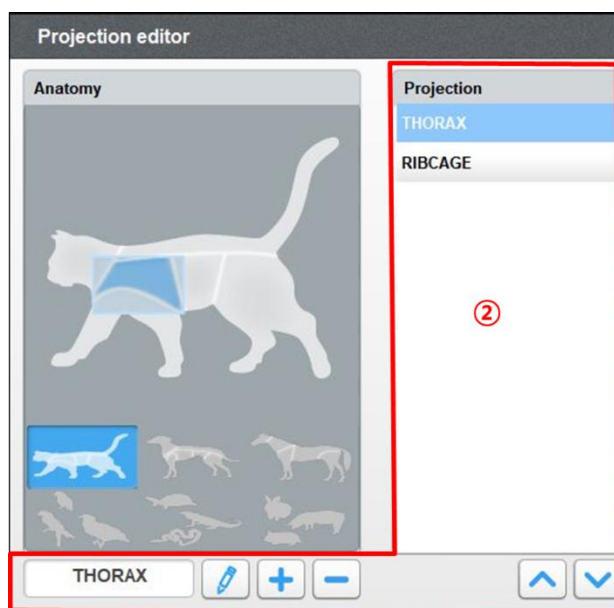 Projection editor
Anatomy
Projection
THORAX
RIBCAGE
②
THORAX